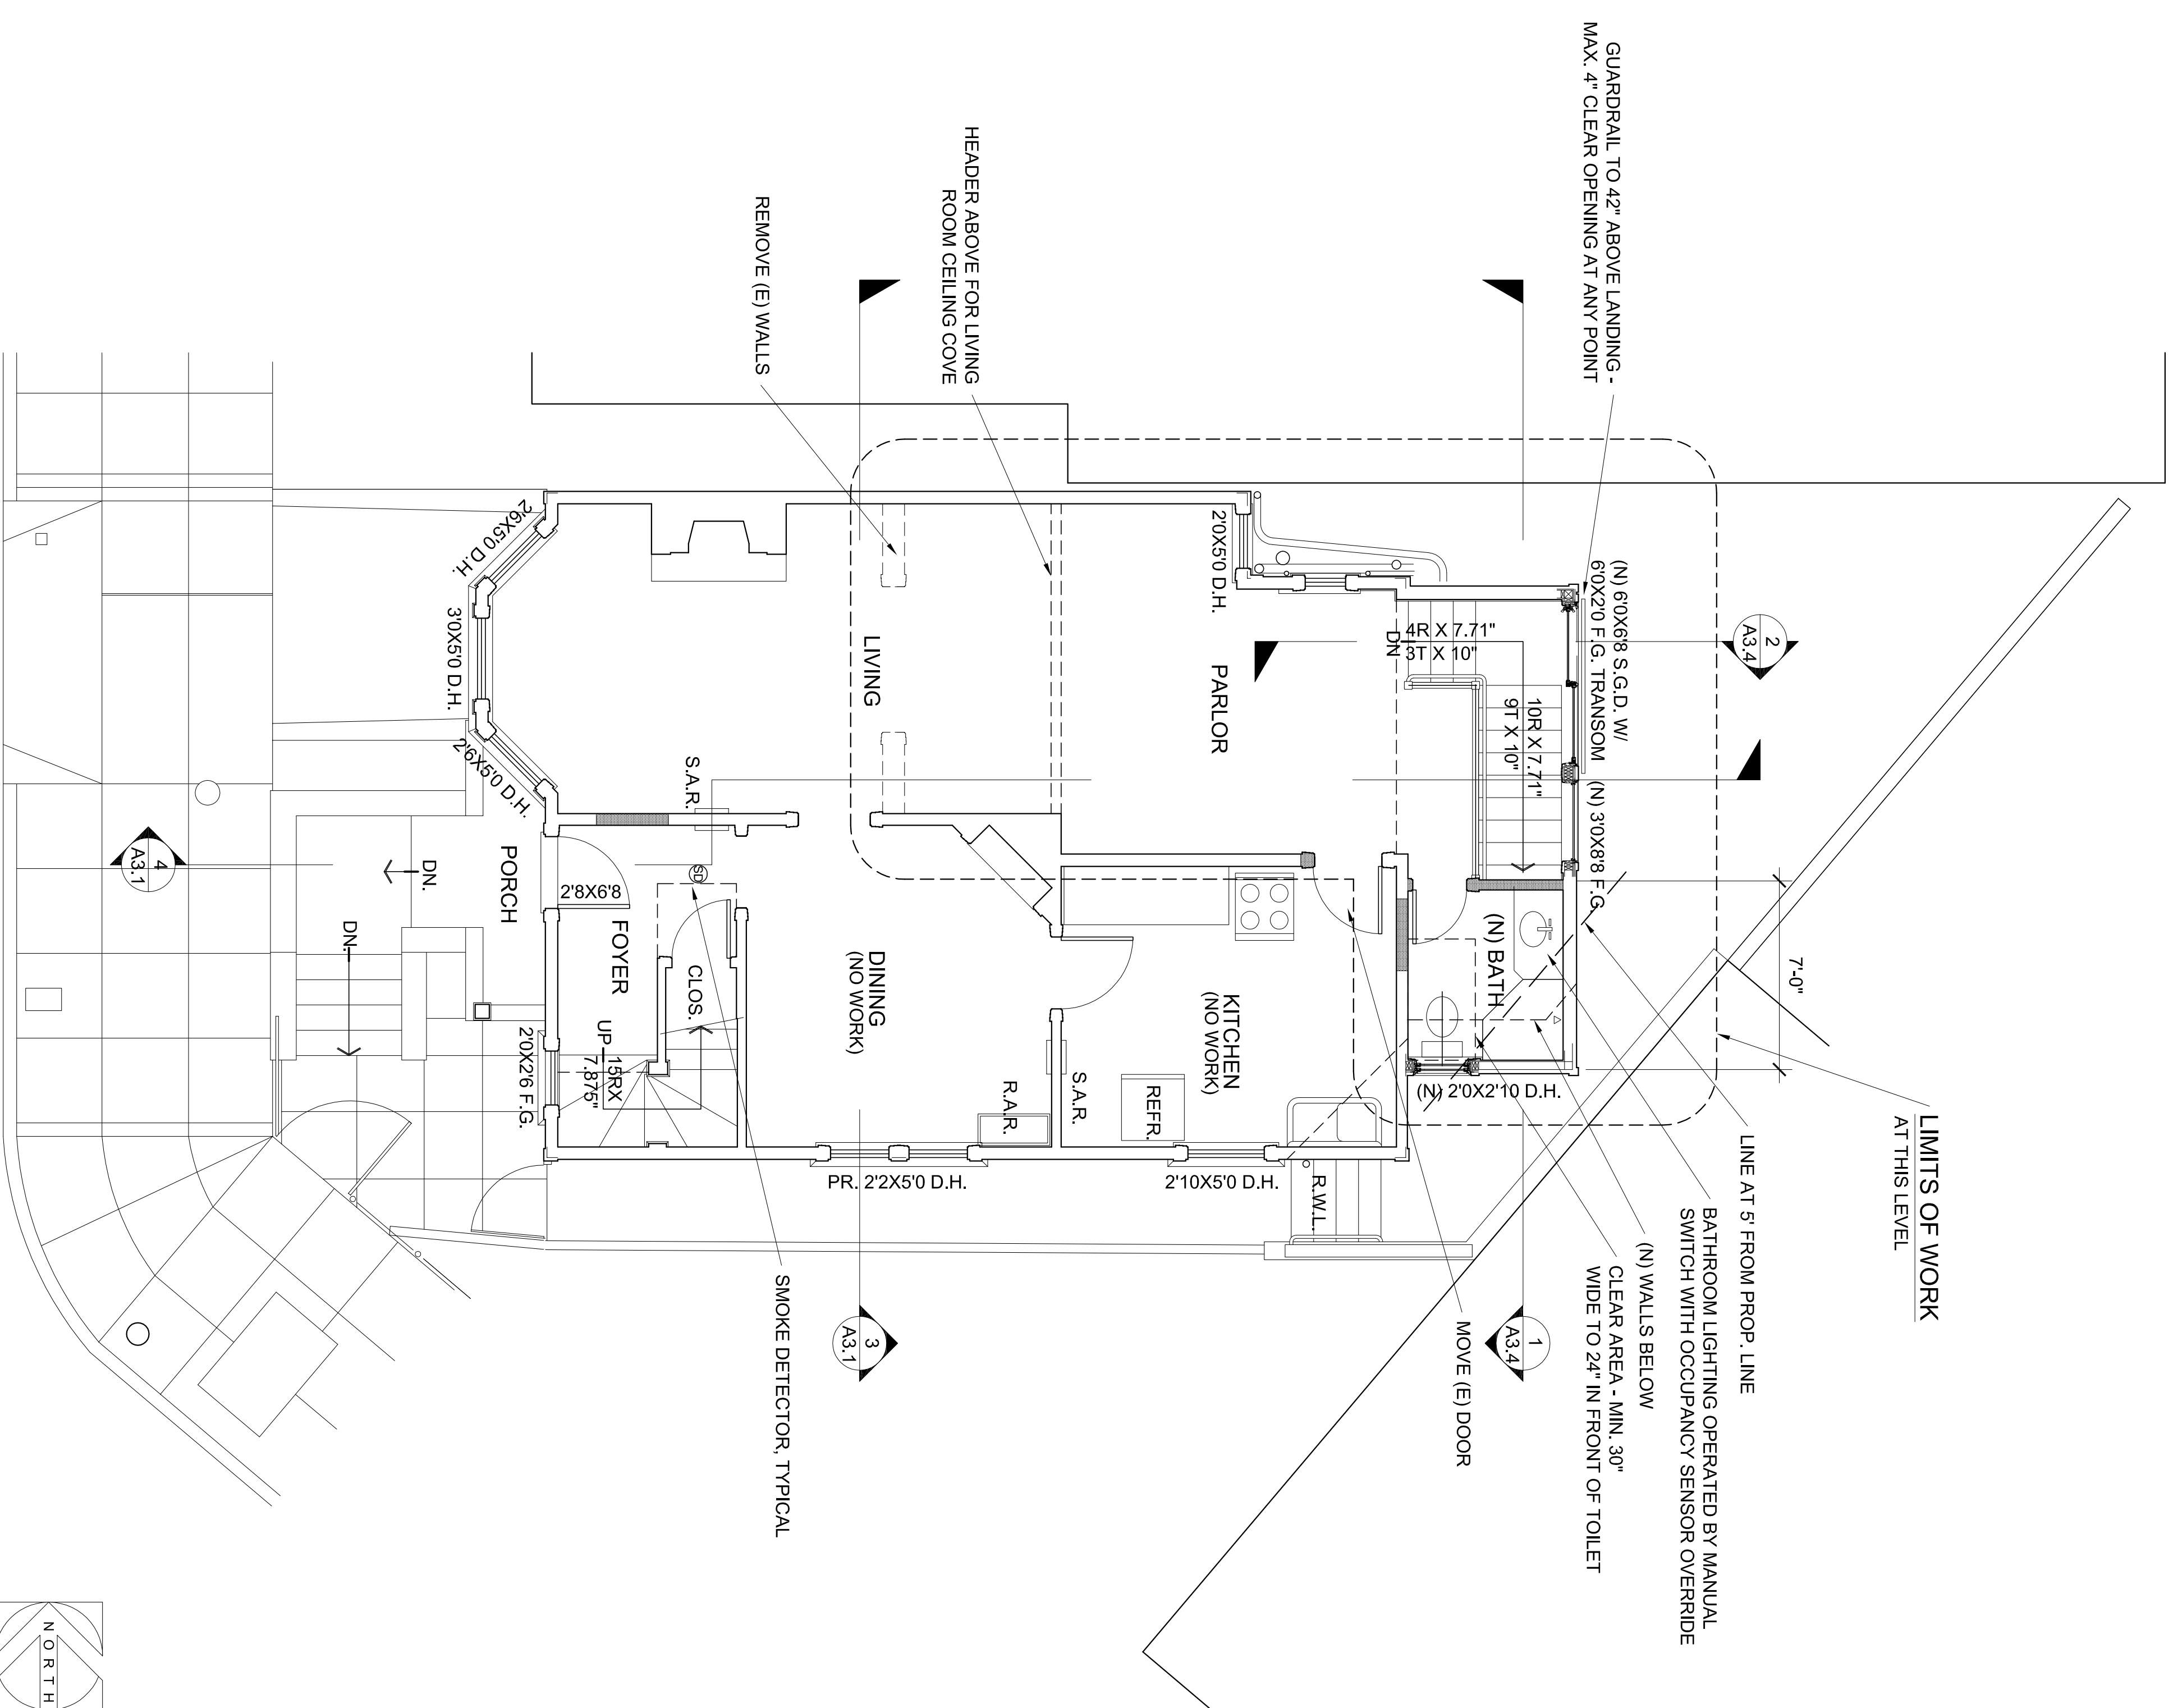 LIMITS OF WORK
AT THIS LEVEL
7'-0"
LINE AT 5' FROM PROP. LINE
BATHROOM LIGHTING OPERATED BY MANUAL
SWITCH WITH OCCUPANCY SENSOR OVERRIDE
(N) WALLS BELOW
CLEAR AREA - MIN. 30"
WIDE TO 24" IN FRONT OF TOILET
MOVE (E) DOOR
SMOKE DETECTOR, TYPICAL
GUARDRAIL TO 42" ABOVE LANDING -
MAX. 4" CLEAR OPENING AT ANY POINT
HEADER ABOVE FOR LIVING
ROOM CEILING COVE
REMOVE (E) WALLS
2
A3.4
1
A3.4
3
A3.1
4
A3.1
(N) 6'0X6'8 S.G.D. W/
6'0X2'0 F.G. TRANSOM
(N) 3'0X8'8 F.G.
10R X 7.71"
9T X 10"
4R X 7.71"
3T X 10"
DN
(N) BATH
(N) 2'0X2'10 D.H.
2'0X5'0 D.H.
PARLOR
KITCHEN
(NO WORK)
REFR.
R.W.L.
2'10X5'0 D.H.
S.A.R.
R.A.R.
LIVING
DINING
(NO WORK)
PR. 2'2X5'0 D.H.
S.A.R.
SD
CLOS.
FOYER
UP
15RX
7.875"
2'8X6'8
2'0X2'6 F.G.
2'6X5'0 D.H.
3'0X5'0 D.H.
2'6X5'0 D.H.
PORCH
DN.
DN.
NORTH